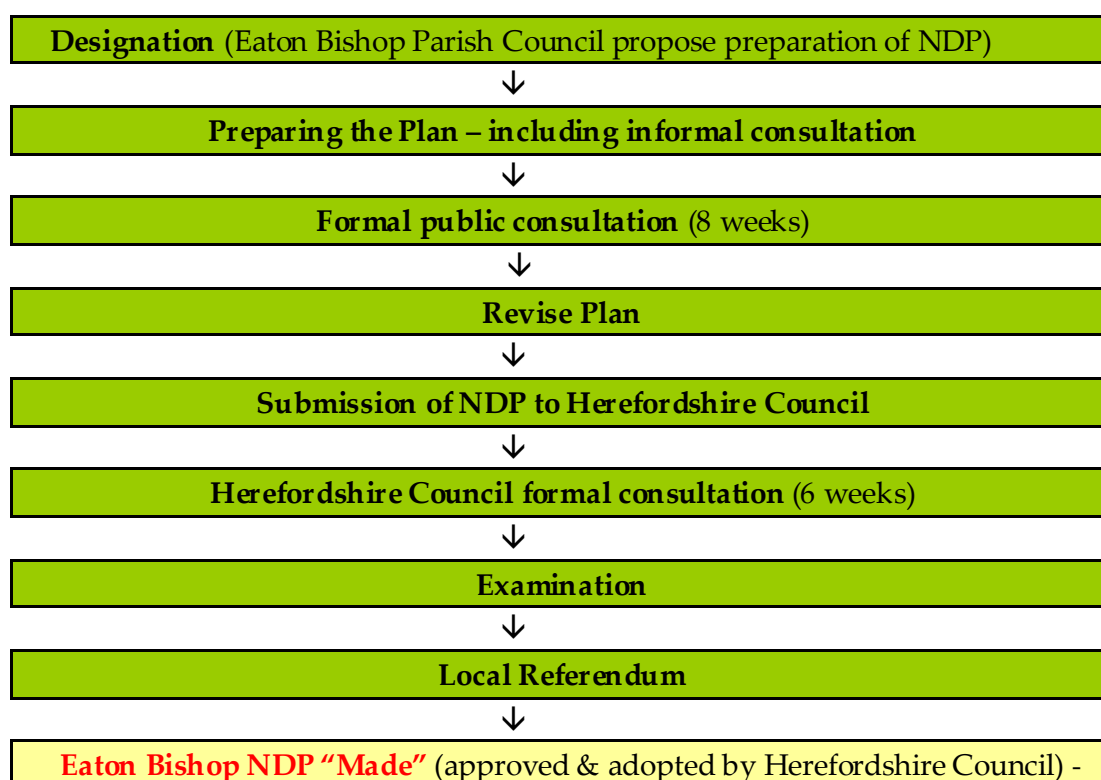 Designation (Eaton Bishop Parish Council propose preparation of NDP)
↓
Preparing the Plan – including informal consultation
↓
Formal public consultation (8 weeks)
↓
Revise Plan
↓
Submission of NDP to Herefordshire Council
↓
Herefordshire Council formal consultation (6 weeks)
↓
Examination
↓
Local Referendum
↓
Eaton Bishop NDP “Made” (approved & adopted by Herefordshire Council) -